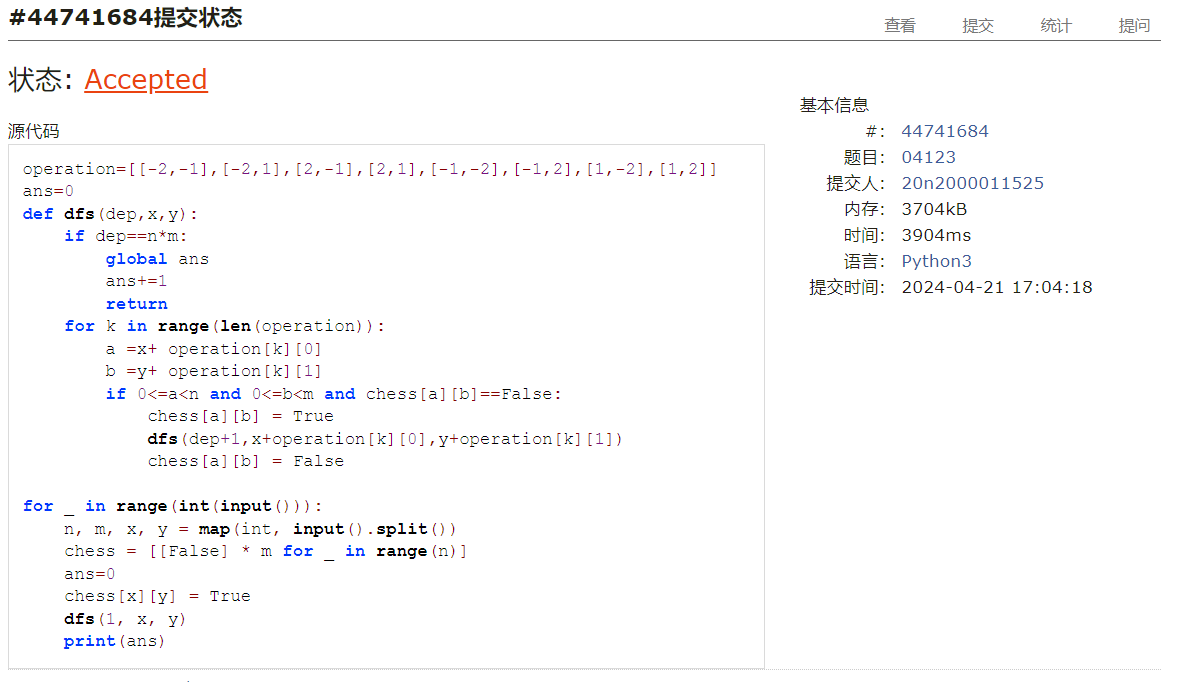 #44741684提交状态
查看 提交 统计 提问
状态: Accepted
源代码
operation=[[-2,-1],[-2,1],[2,-1],[2,1],[-1,-2],[-1,2],[1,-2],[1,2]]
ans=0
def dfs(dep,x,y):
    if dep==n*m:
        global ans
        ans+=1
        return
    for k in range(len(operation)):
        a =x+ operation[k][0]
        b =y+ operation[k][1]
        if 0<=a<n and 0<=b<m and chess[a][b]==False:
            chess[a][b] = True
            dfs(dep+1,x+operation[k][0],y+operation[k][1])
            chess[a][b] = False
for _ in range(int(input())):
    n, m, x, y = map(int, input().split())
    chess = [[False] * m for _ in range(n)]
    ans=0
    chess[x][y] = True
    dfs(1, x, y)
    print(ans)
基本信息
#: 44741684
题目: 04123
提交人: 20n2000011525
内存: 3704kB
时间: 3904ms
语言: Python3
提交时间: 2024-04-21 17:04:18